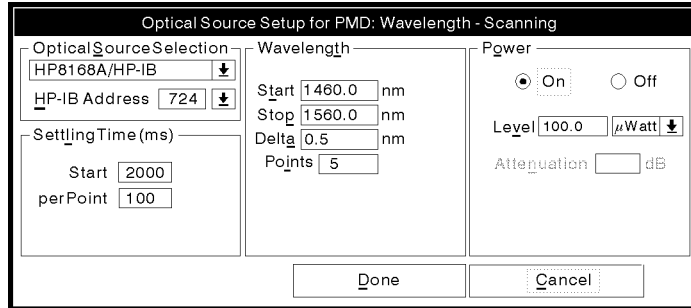 Optical Source Setup for PMD: Wavelength - Scanning
Optical Source Selection
HP8168A/HP-IB
HP-IB Address 724
Settling Time (ms)
Start 2000
per Point 100
Wavelength
Start 1460.0 nm
Stop 1560.0 nm
Delta 0.5 nm
Points 5
Power
On Off
Level 100.0 µWatt
Attenuation dB
Done Cancel